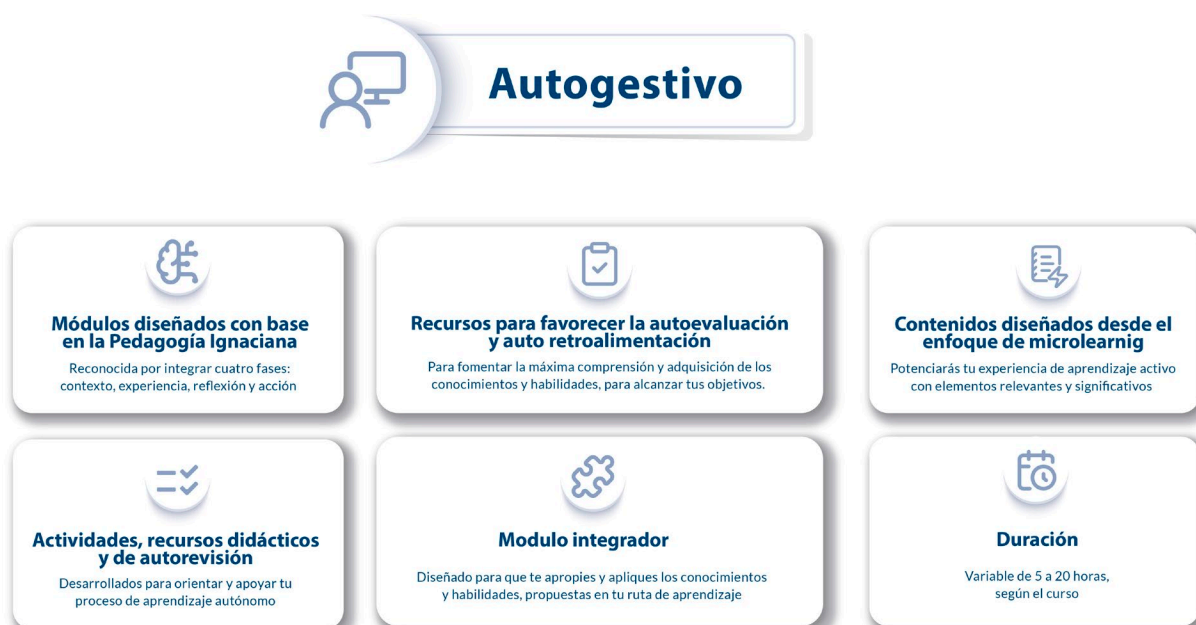 Autogestivo
Módulos diseñados con base
en la Pedagogía Ignaciana
Reconocida por integrar cuatro fases:
contexto, experiencia, reflexión y acción
Recursos para favorecer la autoevaluación
y auto retroalimentación
Para fomentar la máxima comprensión y adquisición de los
conocimientos y habilidades, para alcanzar tus objetivos.
Contenidos diseñados desde el
enfoque de microlearnig
Potenciarás tu experiencia de aprendizaje activo
con elementos relevantes y significativos
Actividades, recursos didácticos
y de autorevisión
Desarrollados para orientar y apoyar tu
proceso de aprendizaje autónomo
Modulo integrador
Diseñado para que te apropies y apliques los conocimientos
y habilidades, propuestas en tu ruta de aprendizaje
Duración
Variable de 5 a 20 horas,
según el curso